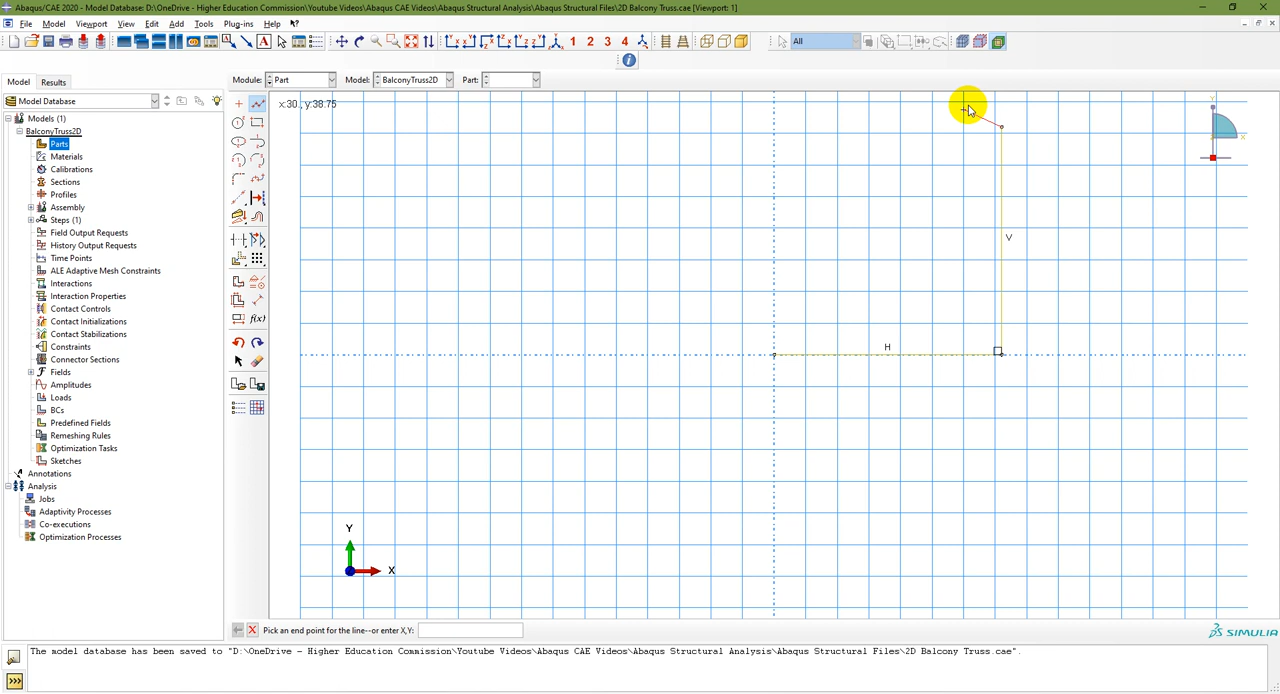 Abaqus/CAE 2020 - Model Database: D:\OneDrive - Higher Education Commission\Youtube Videos\Abaqus CAE Videos\Abaqus Structural Analysis\Abaqus Structural Files\2D Balcony Truss.cae [Viewport: 1]
File Model Viewport View Edit Add Tools Plug-ins Help
1 2 3 4 All
Model Results Module: Part Model: BalconyTruss2D Part:
Model Database x:30., y:38.75
Models (1)
BalconyTruss2D
Parts
Materials
Calibrations
Sections
Profiles
Assembly
Steps (1)
Field Output Requests
History Output Requests
Time Points
ALE Adaptive Mesh Constraints
Interactions
Interaction Properties
Contact Controls
Contact Initializations
Contact Stabilizations
Constraints
Connector Sections
Fields
Amplitudes
Loads
BCs
Predefined Fields
Remeshing Rules
Optimization Tasks
Sketches
Annotations
Analysis
Jobs
Adaptivity Processes
Co-executions
Optimization Processes
f(x)
V
H
Y
X
Pick an end point for the line--or enter X,Y:
SIMULIA
The model database has been saved to "D:\OneDrive - Higher Education Commission\Youtube Videos\Abaqus CAE Videos\Abaqus Structural Analysis\Abaqus Structural Files\2D Balcony Truss.cae".
>>>